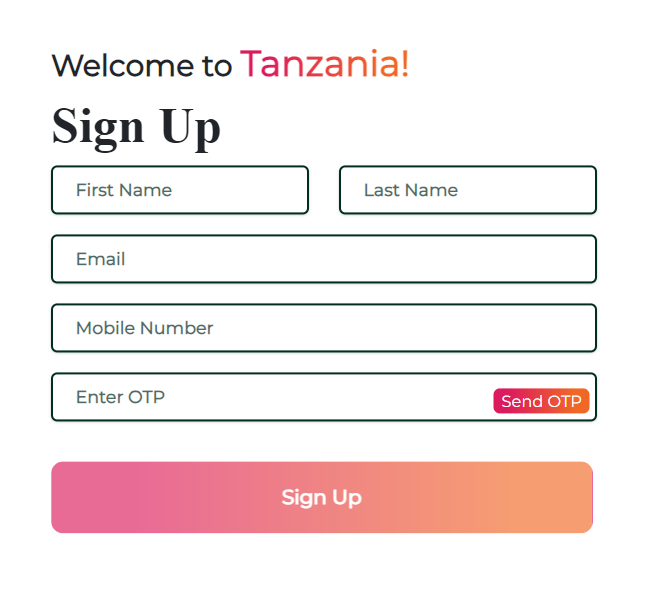 Welcome to Tanzania!
Sign Up
First Name
Last Name
Email
Mobile Number
Enter OTP
Send OTP
Sign Up